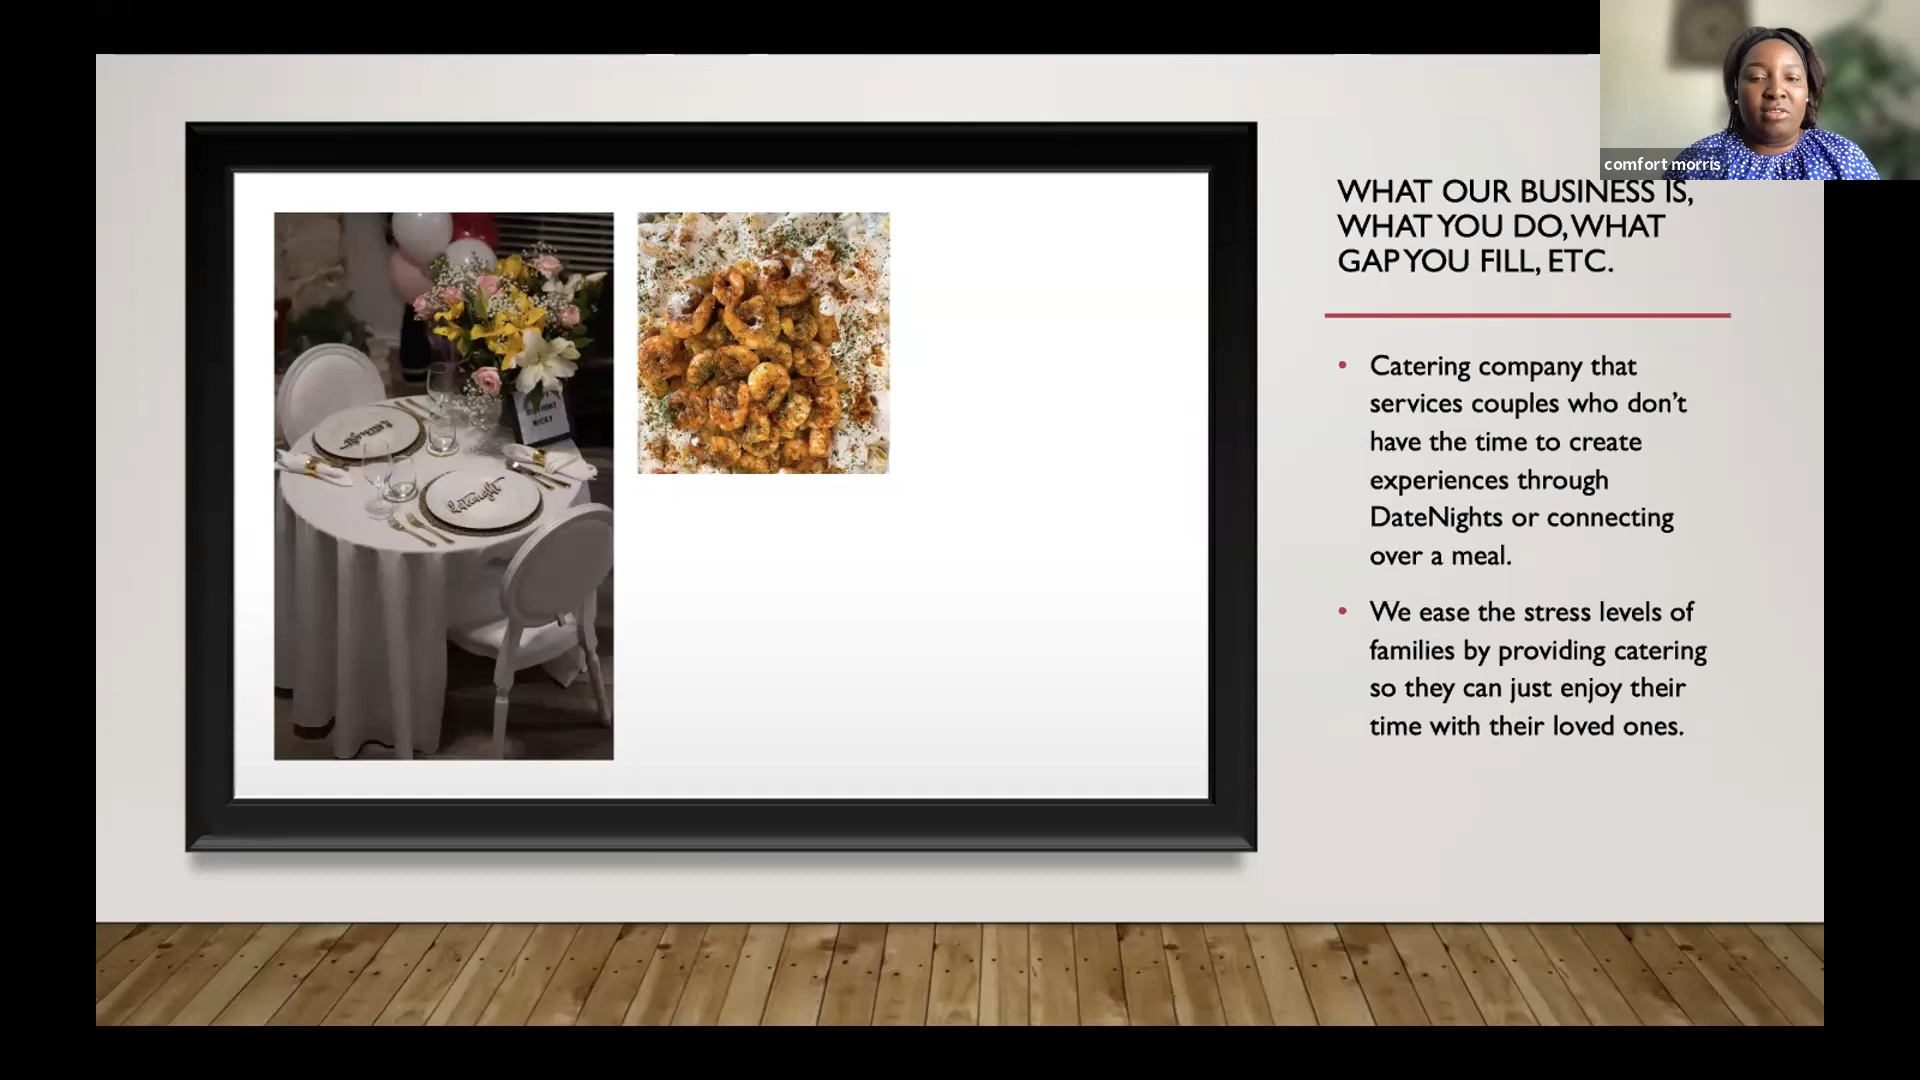 comfort morris
WHAT OUR BUSINESS IS,
WHAT YOU DO, WHAT
GAP YOU FILL, ETC.
• Catering company that
services couples who don’t
have the time to create
experiences through
DateNights or connecting
over a meal.
• We ease the stress levels of
families by providing catering
so they can just enjoy their
time with their loved ones.